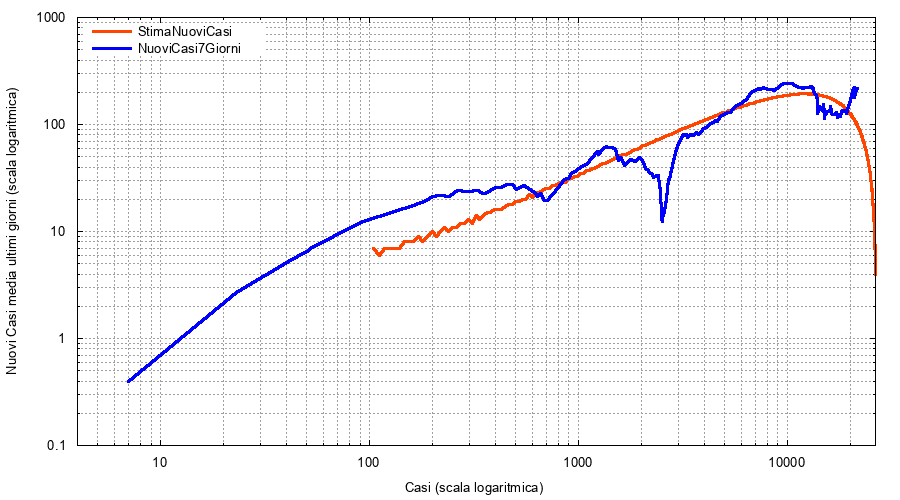 1000
StimaNuoviCasi
NuoviCasi7Giorni
100
10
1
0.1
Nuovi Casi media ultimi giorni (scala logaritmica)
10
100
1000
10000
Casi (scala logaritmica)